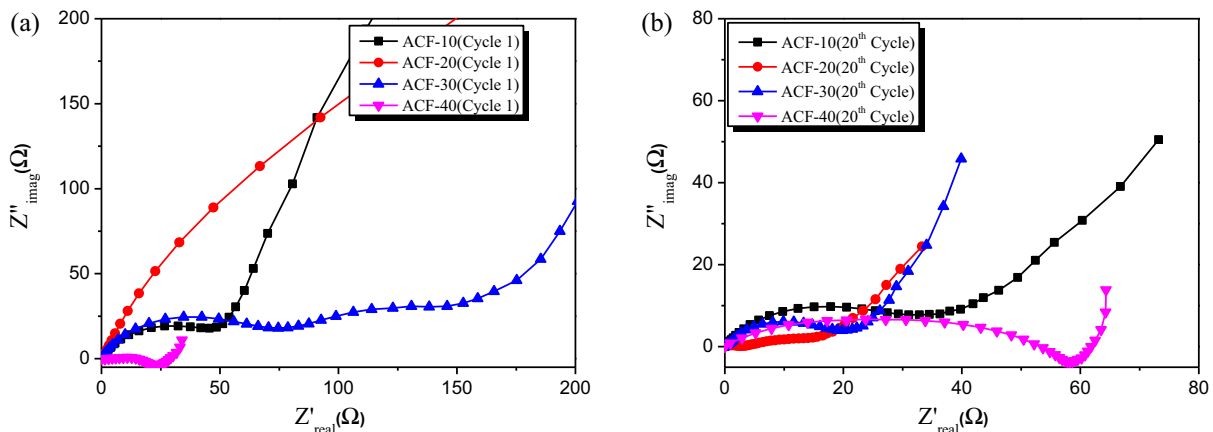 (a)
200
150
100
50
0
0
50
100
150
200
Z''imag(Ω)
Z'real(Ω)
ACF-10(Cycle 1)
ACF-20(Cycle 1)
ACF-30(Cycle 1)
ACF-40(Cycle 1)
(b)
80
60
40
20
0
0
20
40
60
80
Z''imag(Ω)
Z'real(Ω)
ACF-10(20th Cycle)
ACF-20(20th Cycle)
ACF-30(20th Cycle)
ACF-40(20th Cycle)